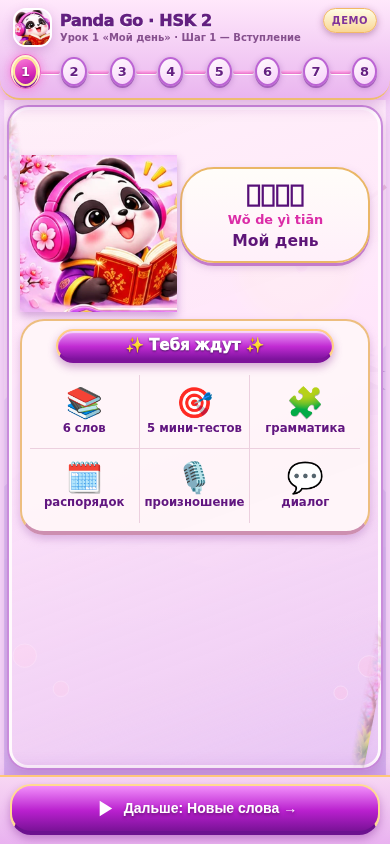 Panda Go · HSK 2
Урок 1 «Мой день» · Шаг 1 — Вступление
ДЕМО
1 2 3 4 5 6 7 8
Wǒ de yì tiān
Мой день
✨ Тебя ждут ✨
6 слов
5 мини-тестов
грамматика
распорядок
произношение
диалог
▶ Дальше: Новые слова →